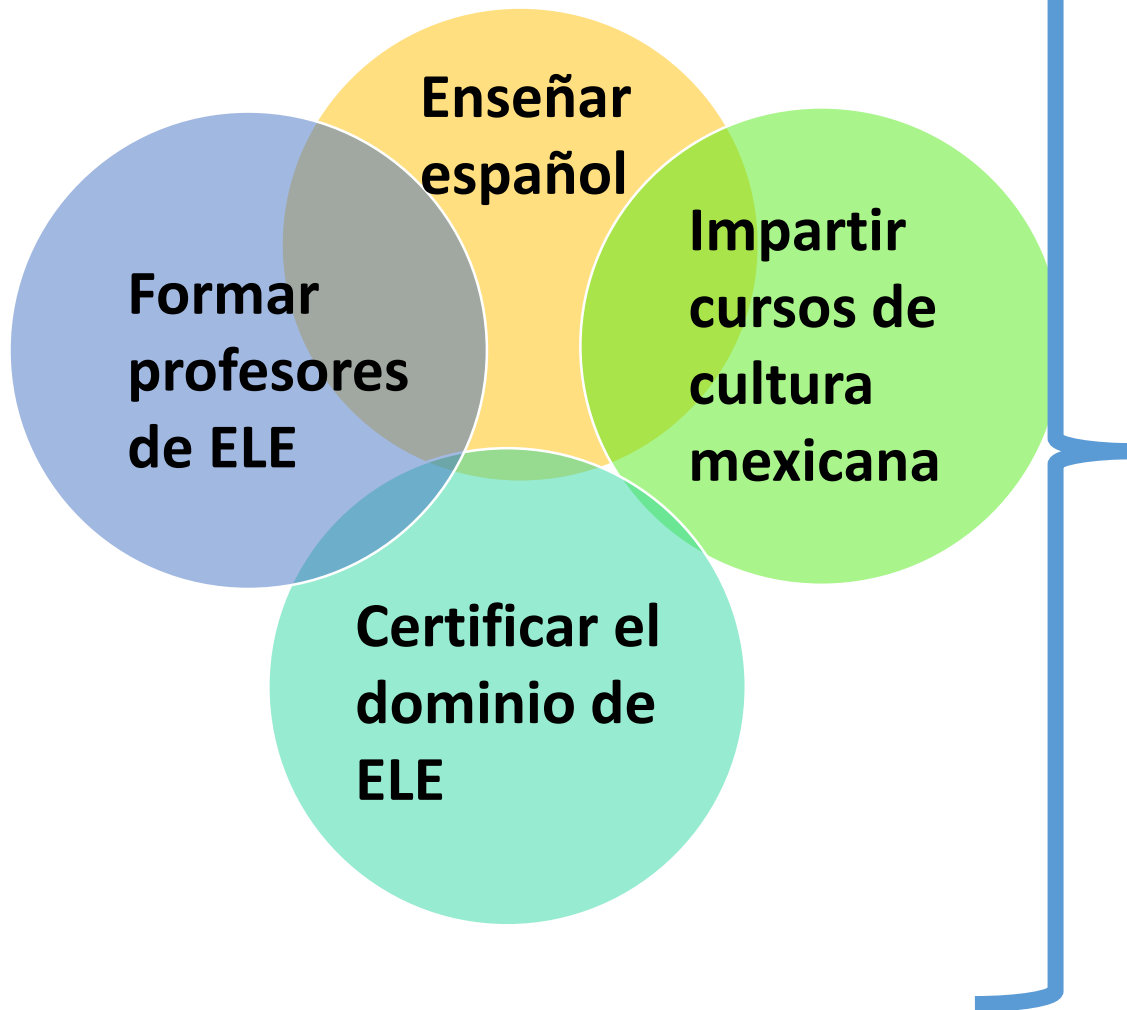 Enseñar
español
Formar
profesores
de ELE
Impartir
cursos de
cultura
mexicana
Certificar el
dominio de
ELE